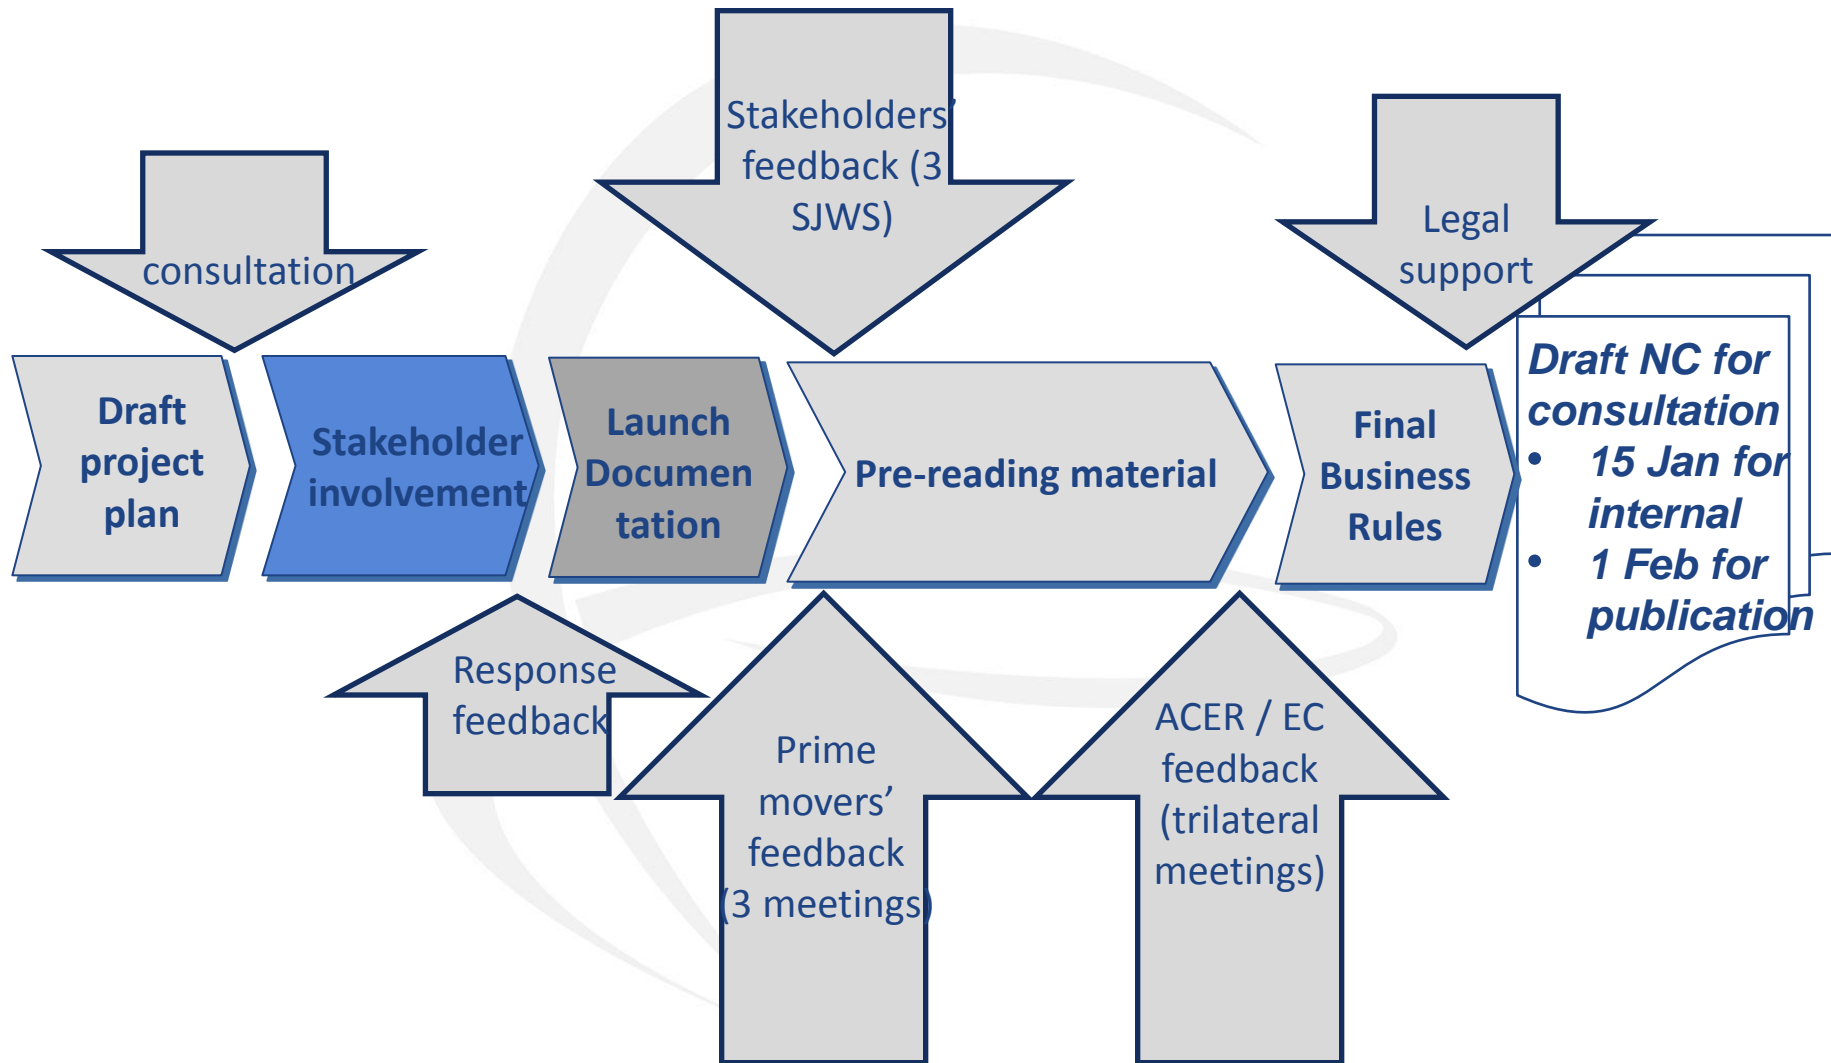 Stakeholders’
feedback (3
SJWS)
consultation
Legal
support
Draft
project
plan
Stakeholder
involvement
Launch
Documen
tation
Pre-reading material
Final
Business
Rules
Draft NC for
consultation
• 15 Jan for
internal
• 1 Feb for
publication
Response
feedback
Prime
movers’
feedback
(3 meetings)
ACER / EC
feedback
(trilateral
meetings)